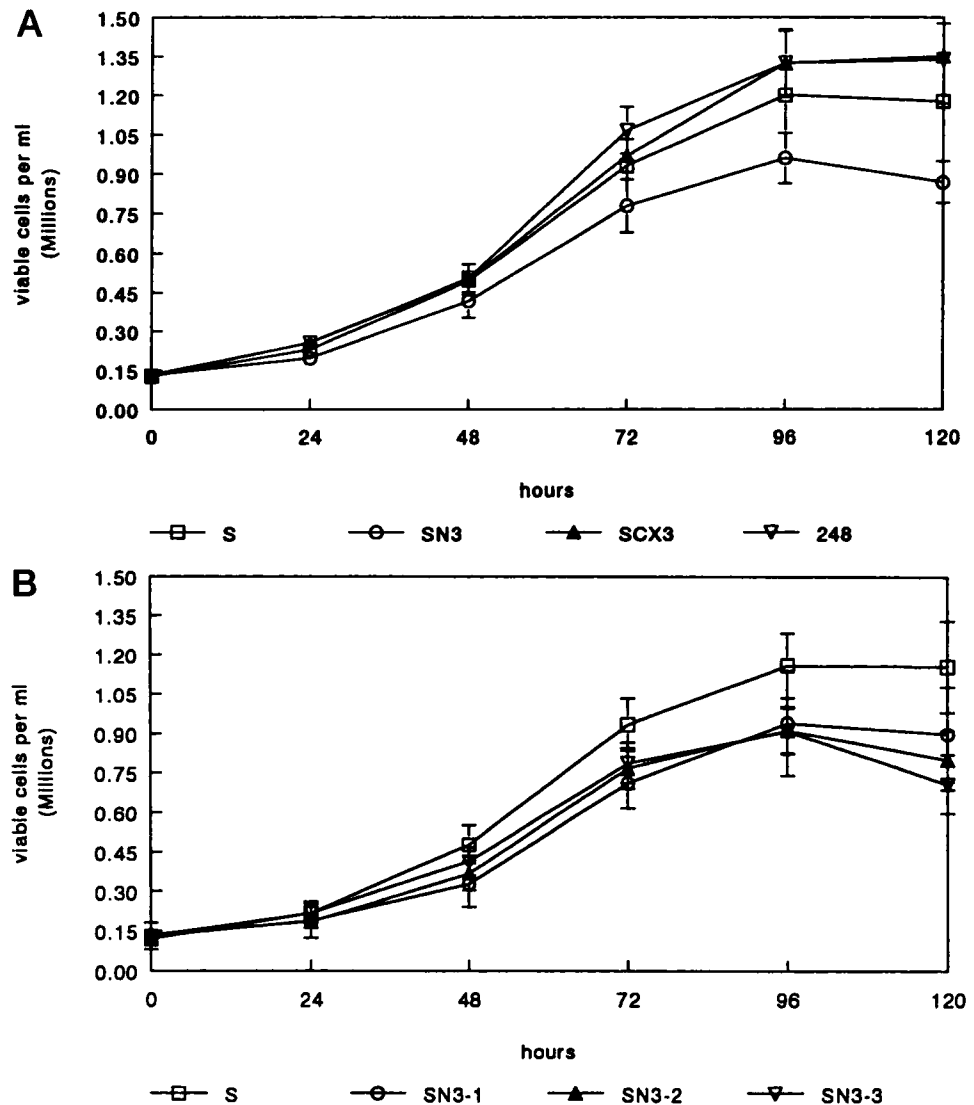 A
1.50
1.35
1.20
1.05
0.90
0.75
0.60
0.45
0.30
0.15
0.00
viable cells per ml
(Millions)
0 24 48 72 96 120
hours
S SN3 SCX3 248
B
1.50
1.35
1.20
1.05
0.90
0.75
0.60
0.45
0.30
0.15
0.00
viable cells per ml
(Millions)
0 24 48 72 96 120
hours
S SN3-1 SN3-2 SN3-3